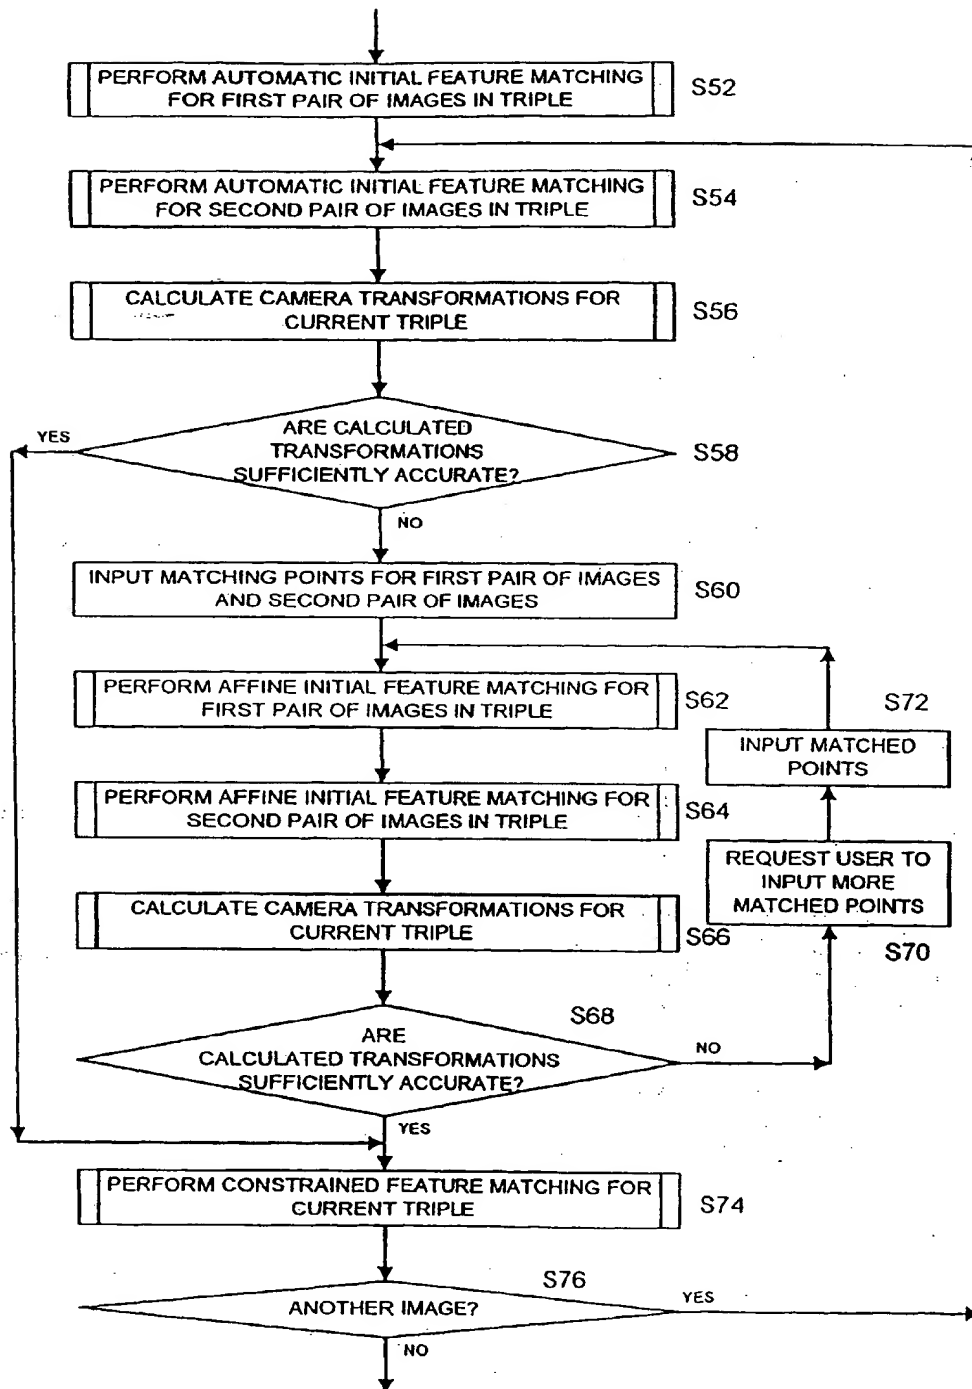 PERFORM AUTOMATIC INITIAL FEATURE MATCHING
FOR FIRST PAIR OF IMAGES IN TRIPLE
S52
PERFORM AUTOMATIC INITIAL FEATURE MATCHING
FOR SECOND PAIR OF IMAGES IN TRIPLE
S54
CALCULATE CAMERA TRANSFORMATIONS FOR
CURRENT TRIPLE
S56
YES
ARE CALCULATED
TRANSFORMATIONS
SUFFICIENTLY ACCURATE?
S58
NO
INPUT MATCHING POINTS FOR FIRST PAIR OF IMAGES
AND SECOND PAIR OF IMAGES
S60
PERFORM AFFINE INITIAL FEATURE MATCHING FOR
FIRST PAIR OF IMAGES IN TRIPLE
S62
S72
INPUT MATCHED
POINTS
PERFORM AFFINE INITIAL FEATURE MATCHING FOR
SECOND PAIR OF IMAGES IN TRIPLE
S64
REQUEST USER TO
INPUT MORE
MATCHED POINTS
S70
CALCULATE CAMERA TRANSFORMATIONS FOR
CURRENT TRIPLE
S66
S68
ARE
CALCULATED TRANSFORMATIONS
SUFFICIENTLY ACCURATE?
NO
YES
PERFORM CONSTRAINED FEATURE MATCHING FOR
CURRENT TRIPLE
S74
S76
ANOTHER IMAGE?
YES
NO